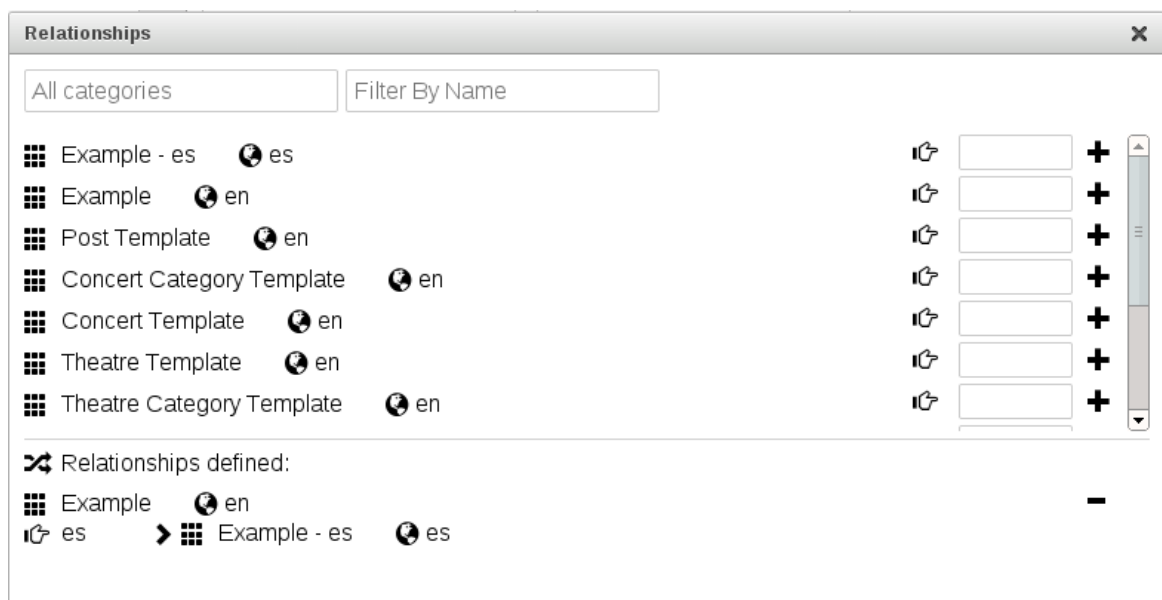 Relationships
All categories Filter By Name
Example - es es
Example en
Post Template en
Concert Category Template en
Concert Template en
Theatre Template en
Theatre Category Template en
Relationships defined:
Example en
es Example - es es